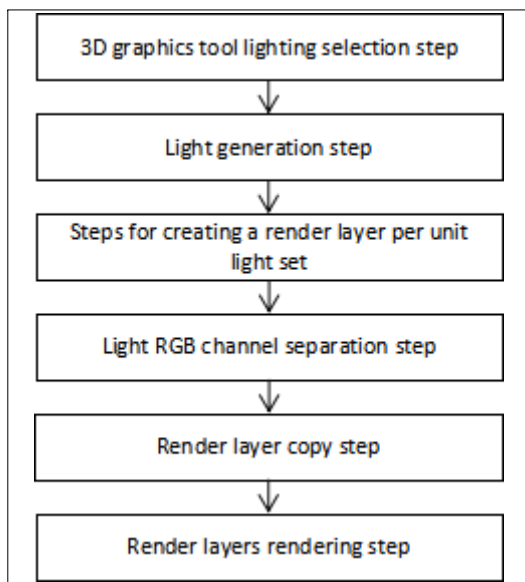 3D graphics tool lighting selection step
Light generation step
Steps for creating a render layer per unit
light set
Light RGB channel separation step
Render layer copy step
Render layers rendering step